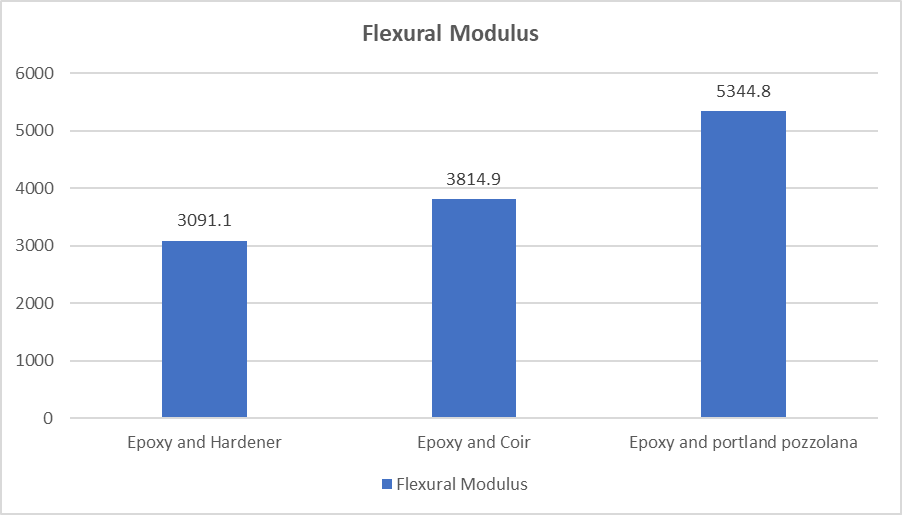 Flexural Modulus
6000
5344.8
5000
4000
3814.9
3091.1
3000
2000
1000
0
Epoxy and Hardener
Epoxy and Coir
Epoxy and portland pozzolana
Flexural Modulus